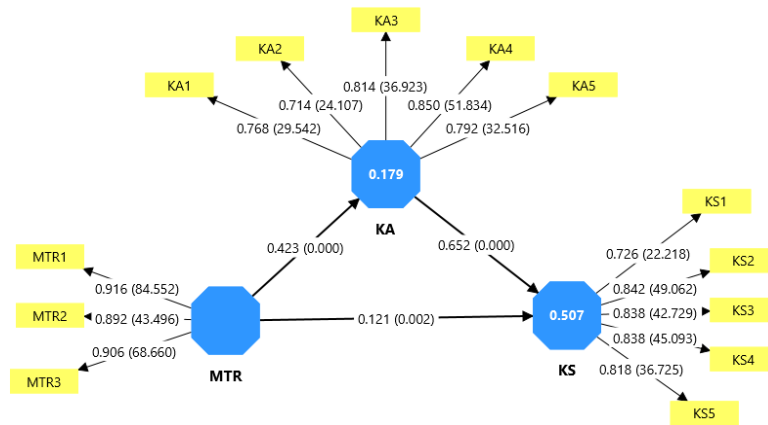 KA3
KA2
KA4
KA1
KA5
0.814 (36.923)
0.714 (24.107)
0.850 (51.834)
0.768 (29.542)
0.792 (32.516)
0.179
KA
KS1
0.423 (0.000)
0.652 (0.000)
0.726 (22.218)
MTR1
KS2
0.916 (84.552)
0.842 (49.062)
MTR2
0.892 (43.496)
0.121 (0.002)
0.507
0.838 (42.729)
KS3
0.906 (68.660)
0.838 (45.093)
KS4
MTR3
MTR
KS
0.818 (36.725)
KS5